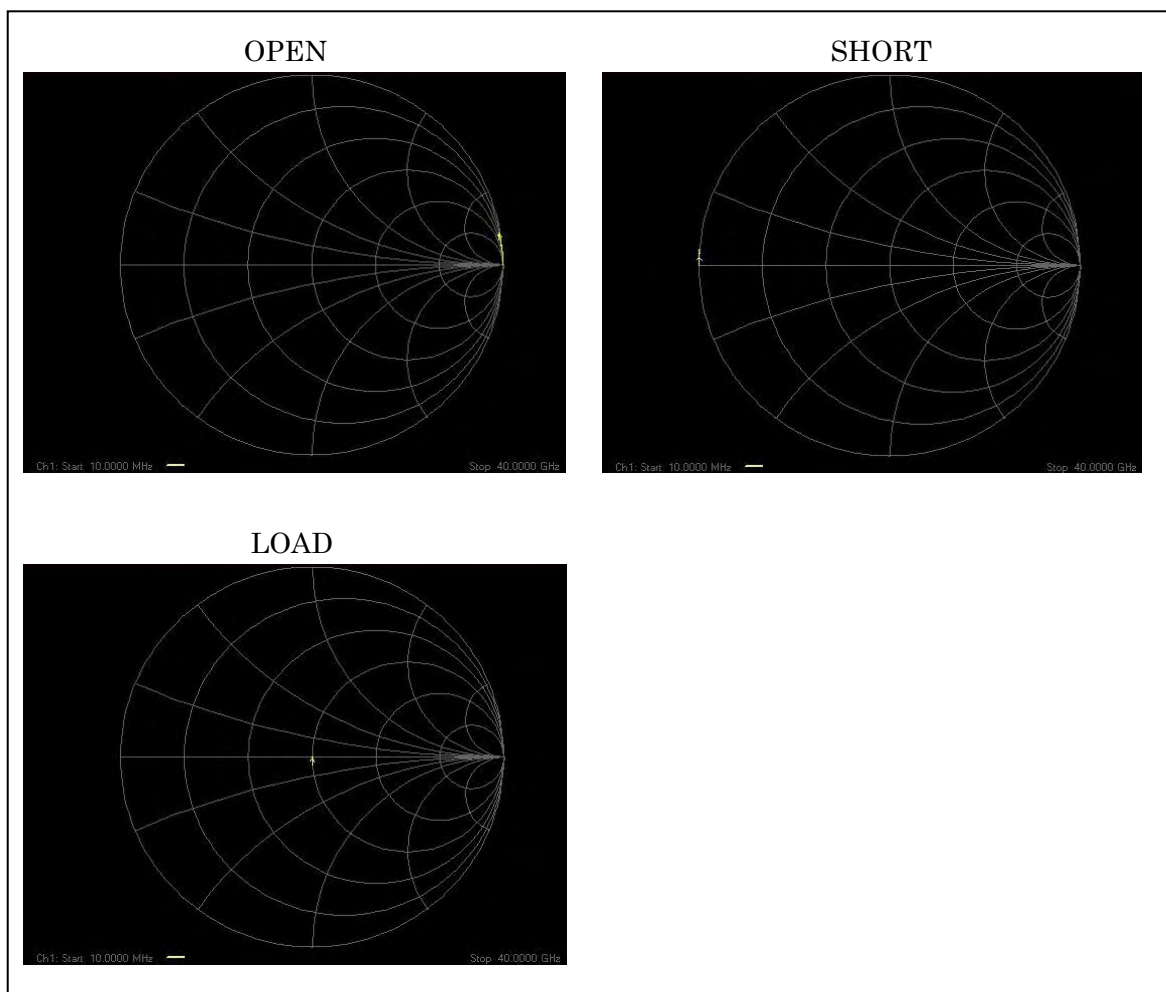 OPEN
SHORT
Ch1: Start 10.0000 MHz
Stop 40.0000 GHz
Ch1: Start 10.0000 MHz
Stop 40.0000 GHz
LOAD
Ch1: Start 10.0000 MHz
Stop 40.0000 GHz